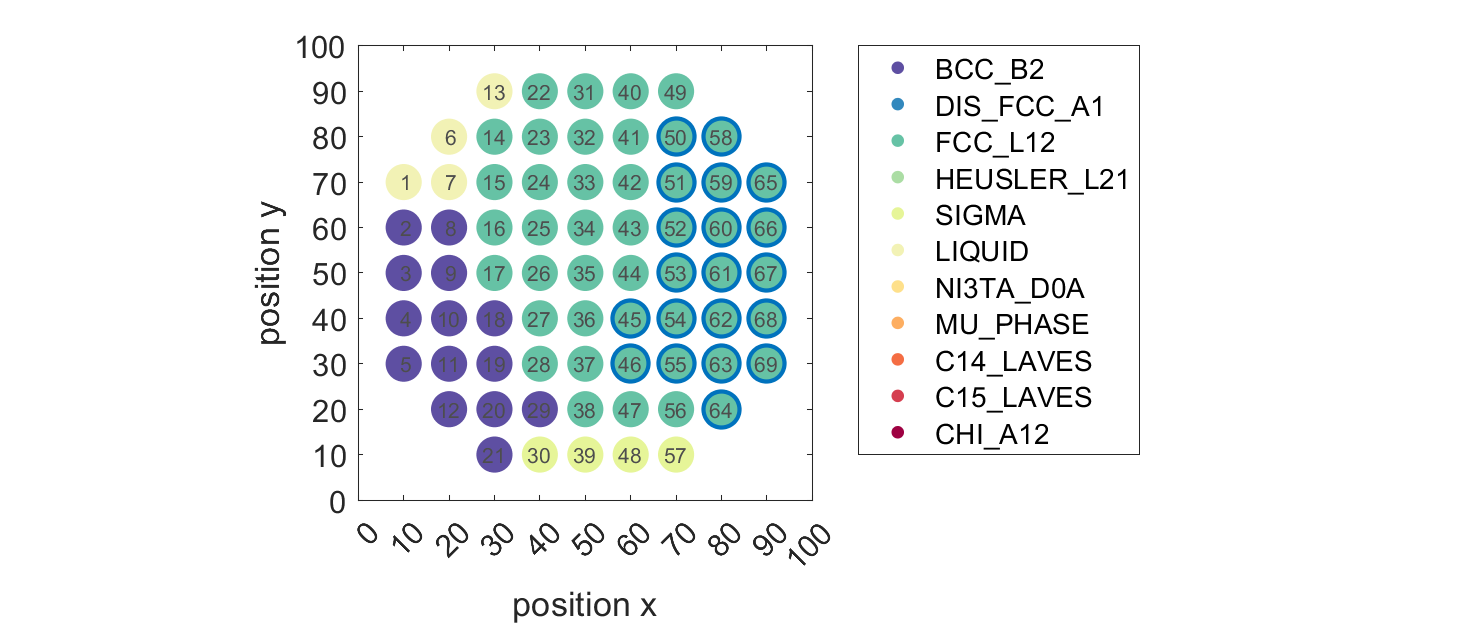 100
90
80
70
60
50
40
30
20
10
0
position y
13 22 31 40 49
6 14 23 32 41 50 58
1 7 15 24 33 42 51 59 65
2 8 16 25 34 43 52 60 66
3 9 17 26 35 44 53 61 67
4 10 18 27 36 45 54 62 68
5 11 19 28 37 46 55 63 69
12 20 29 38 47 56 64
21 30 39 48 57
0 10 20 30 40 50 60 70 80 90 100
position x
BCC_B2
DIS_FCC_A1
FCC_L12
HEUSLER_L21
SIGMA
LIQUID
NI3TA_D0A
MU_PHASE
C14_LAVES
C15_LAVES
CHI_A12